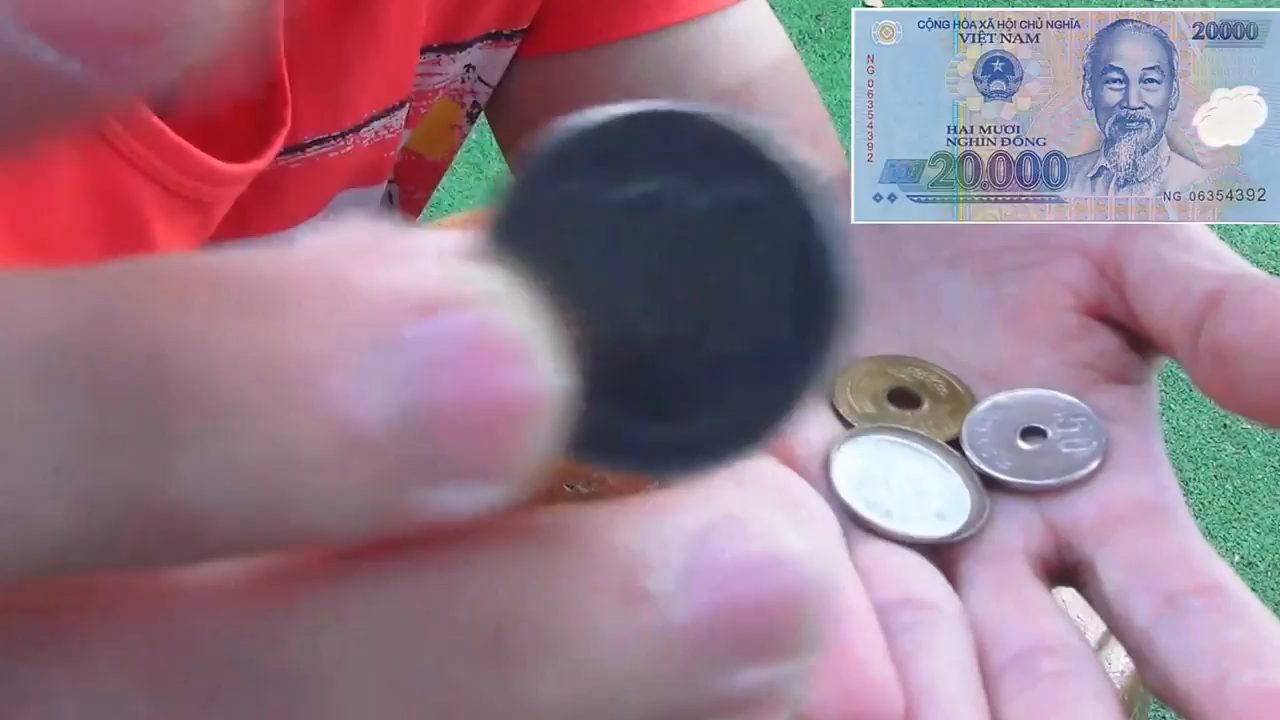 CỘNG HÒA XÃ HỘI CHỦ NGHĨA
VIỆT NAM
20000
NG 06354392
HAI MƯƠI
NGHÌN ĐỒNG
20.000
NG 06354392
50